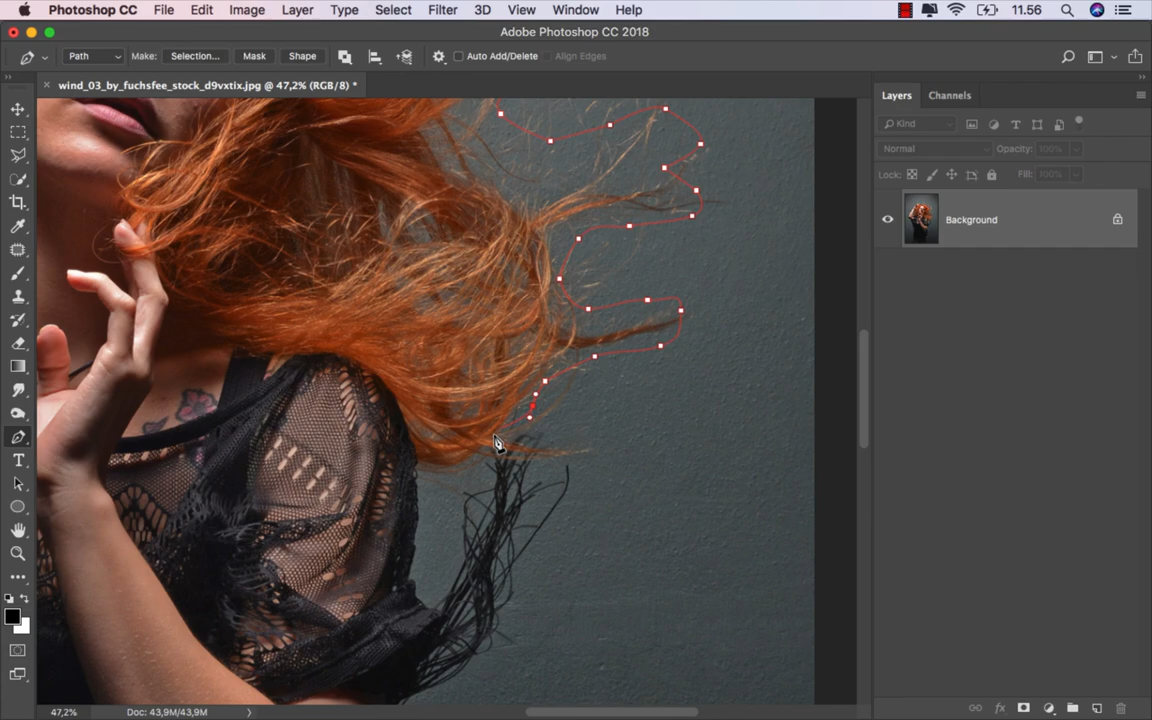 Photoshop CC File Edit Image Layer Type Select Filter 3D View Window Help 11.56
Adobe Photoshop CC 2018
Path Make: Selection... Mask Shape Auto Add/Delete Align Edges
× wind_03_by_fuchsfee_stock_d9vxtix.jpg @ 47,2% (RGB/8) *
Layers Channels
Kind
Normal Opacity: 100%
Lock: Fill: 100%
Background
47,2% Doc: 43,9M/43,9M